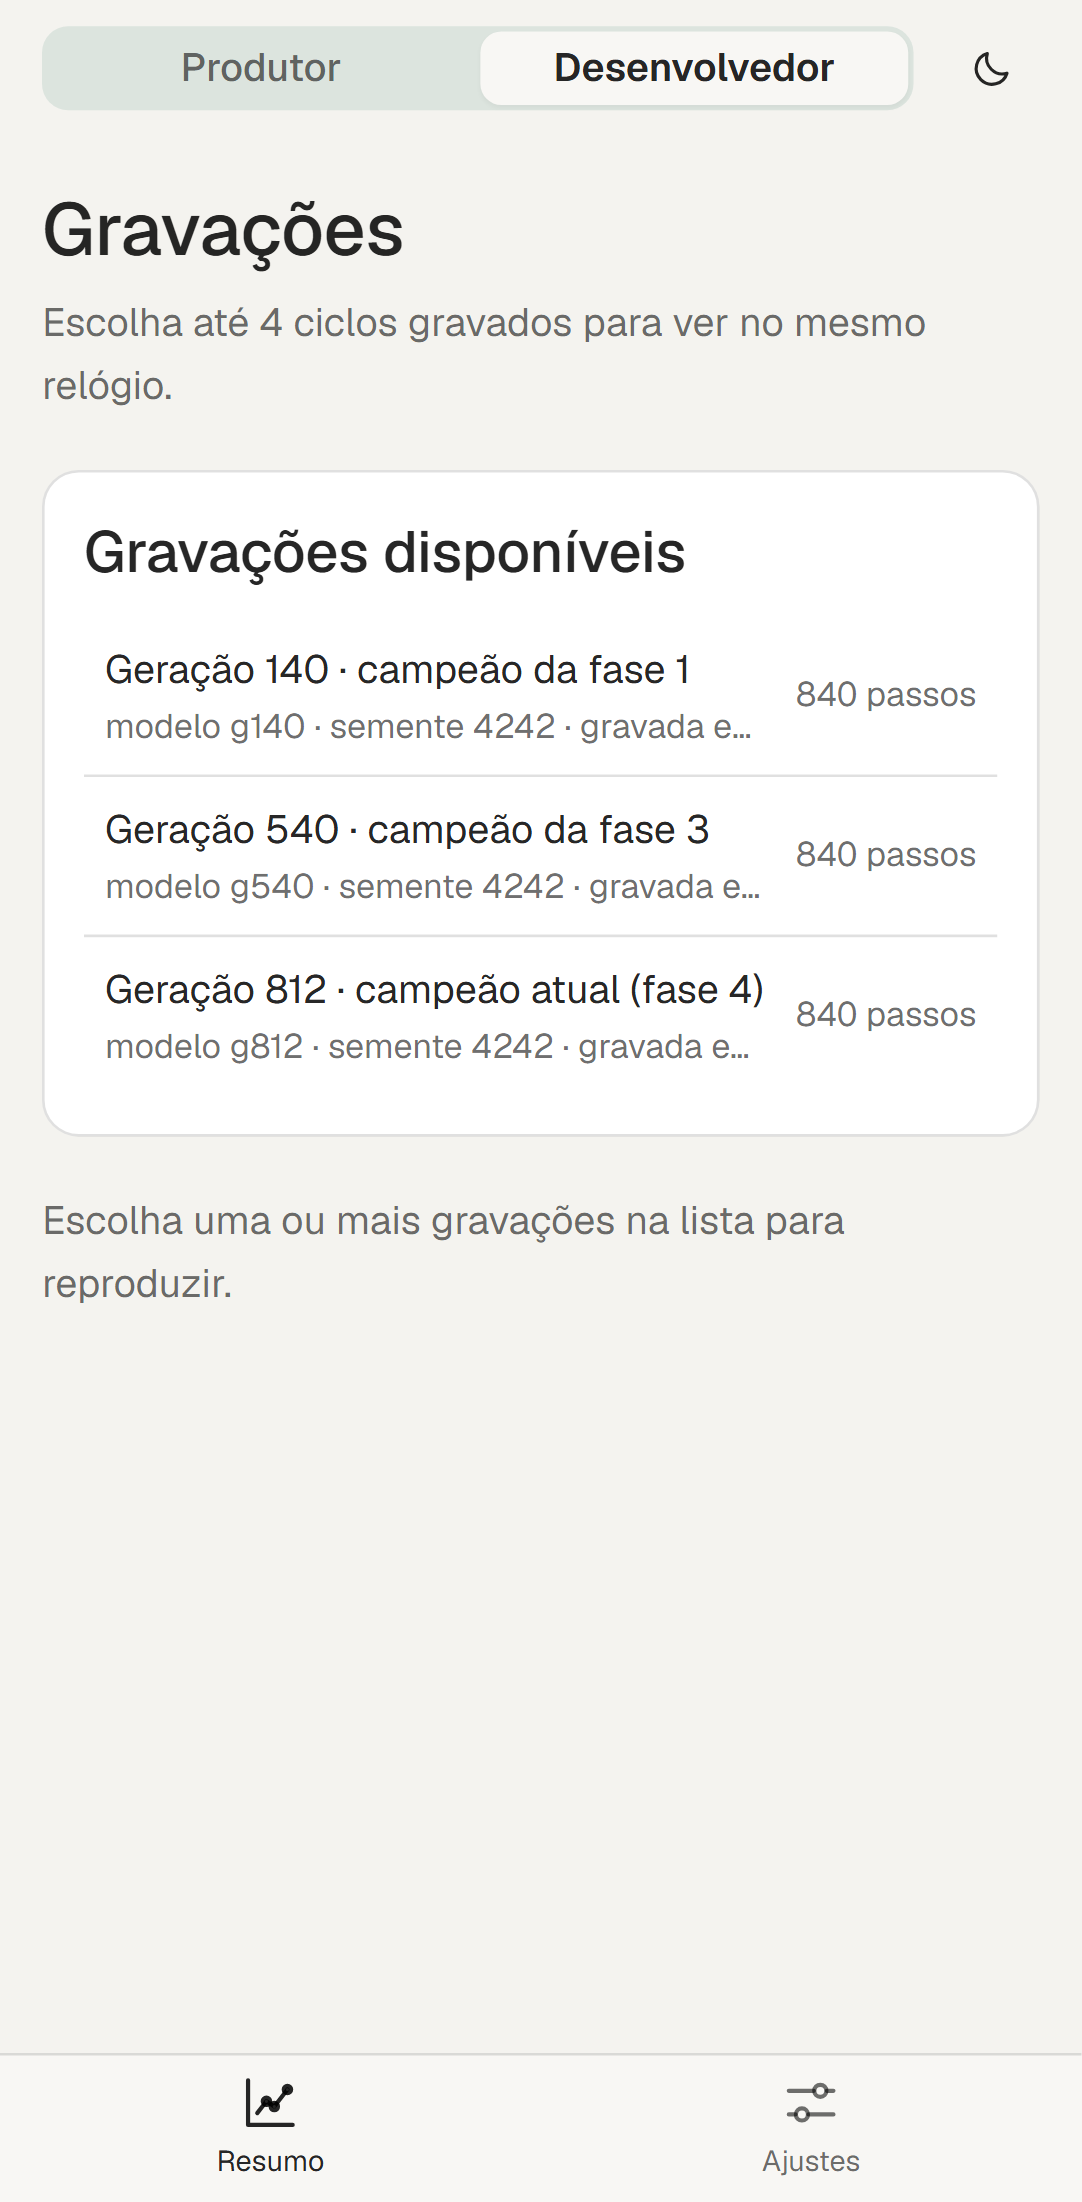 Produtor
Desenvolvedor
Gravações
Escolha até 4 ciclos gravados para ver no mesmo
relógio.
Gravações disponíveis
Geração 140 · campeão da fase 1
840 passos
modelo g140 · semente 4242 · gravada e...
Geração 540 · campeão da fase 3
840 passos
modelo g540 · semente 4242 · gravada e...
Geração 812 · campeão atual (fase 4)
840 passos
modelo g812 · semente 4242 · gravada e...
Escolha uma ou mais gravações na lista para
reproduzir.
Resumo
Ajustes